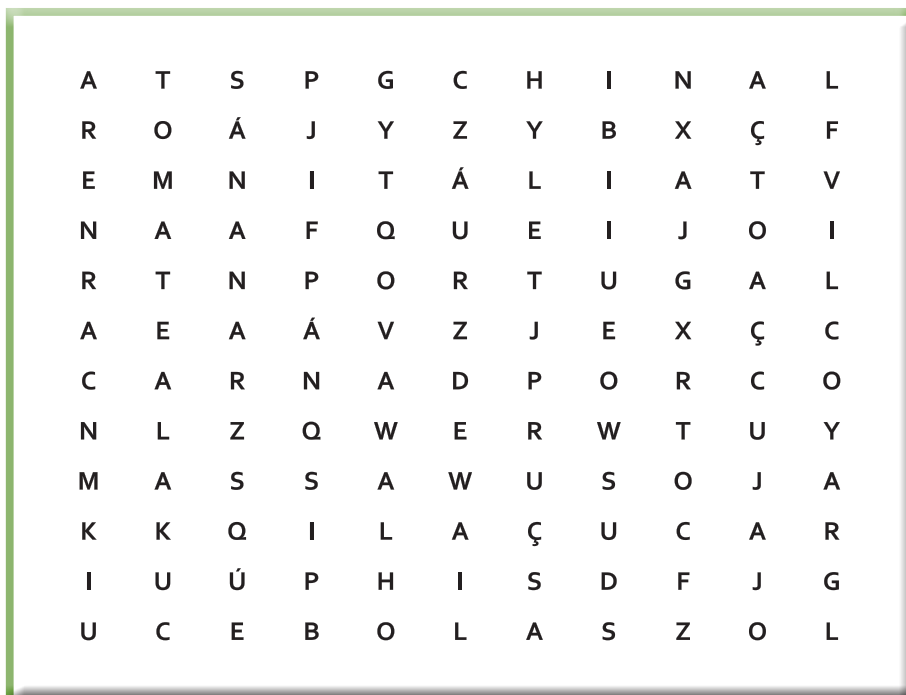 A T S P G C H I N A L
R O Á J Y Z Y B X Ç F
E M N I T Á L I A T V
N A A F Q U E I J O I
R T N P O R T U G A L
A E A Á V Z J E X Ç C
C A R N A D P O R C O
N L Z Q W E R W T U Y
M A S S A W U S O J A
K K Q I L A Ç U C A R
I U Ú P H I S D F J G
U C E B O L A S Z O L